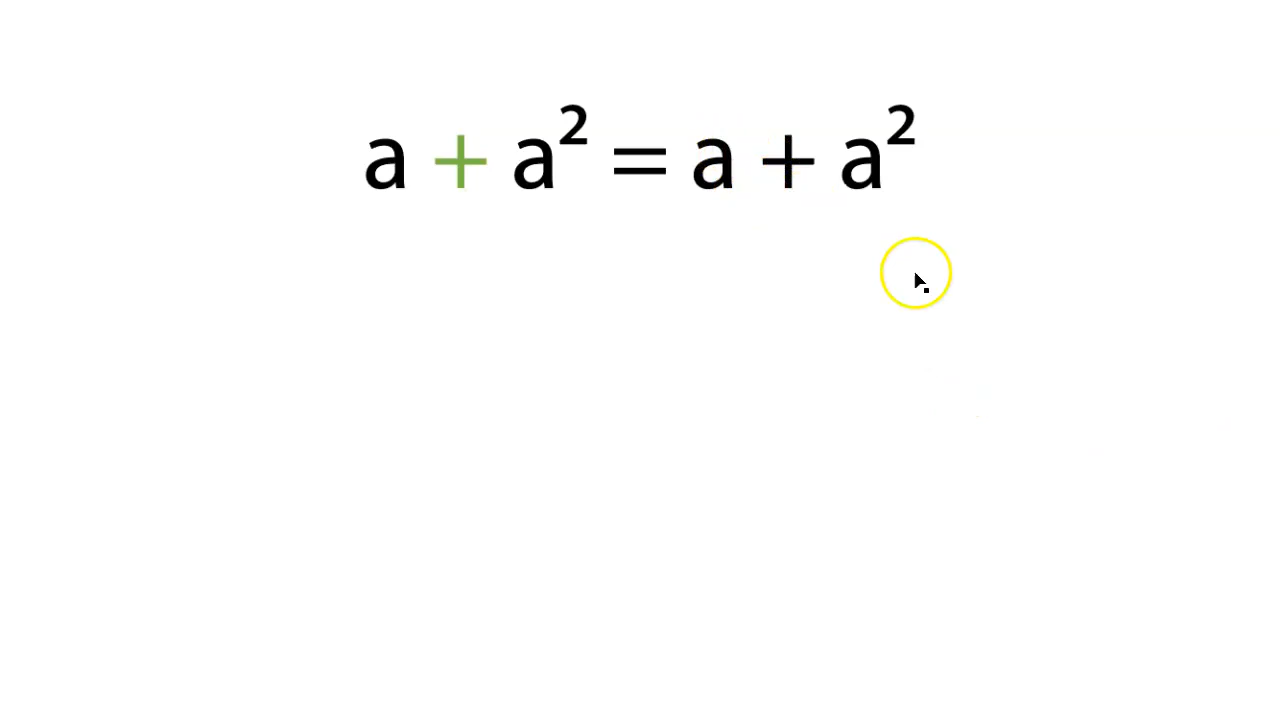 a + a² = a + a²